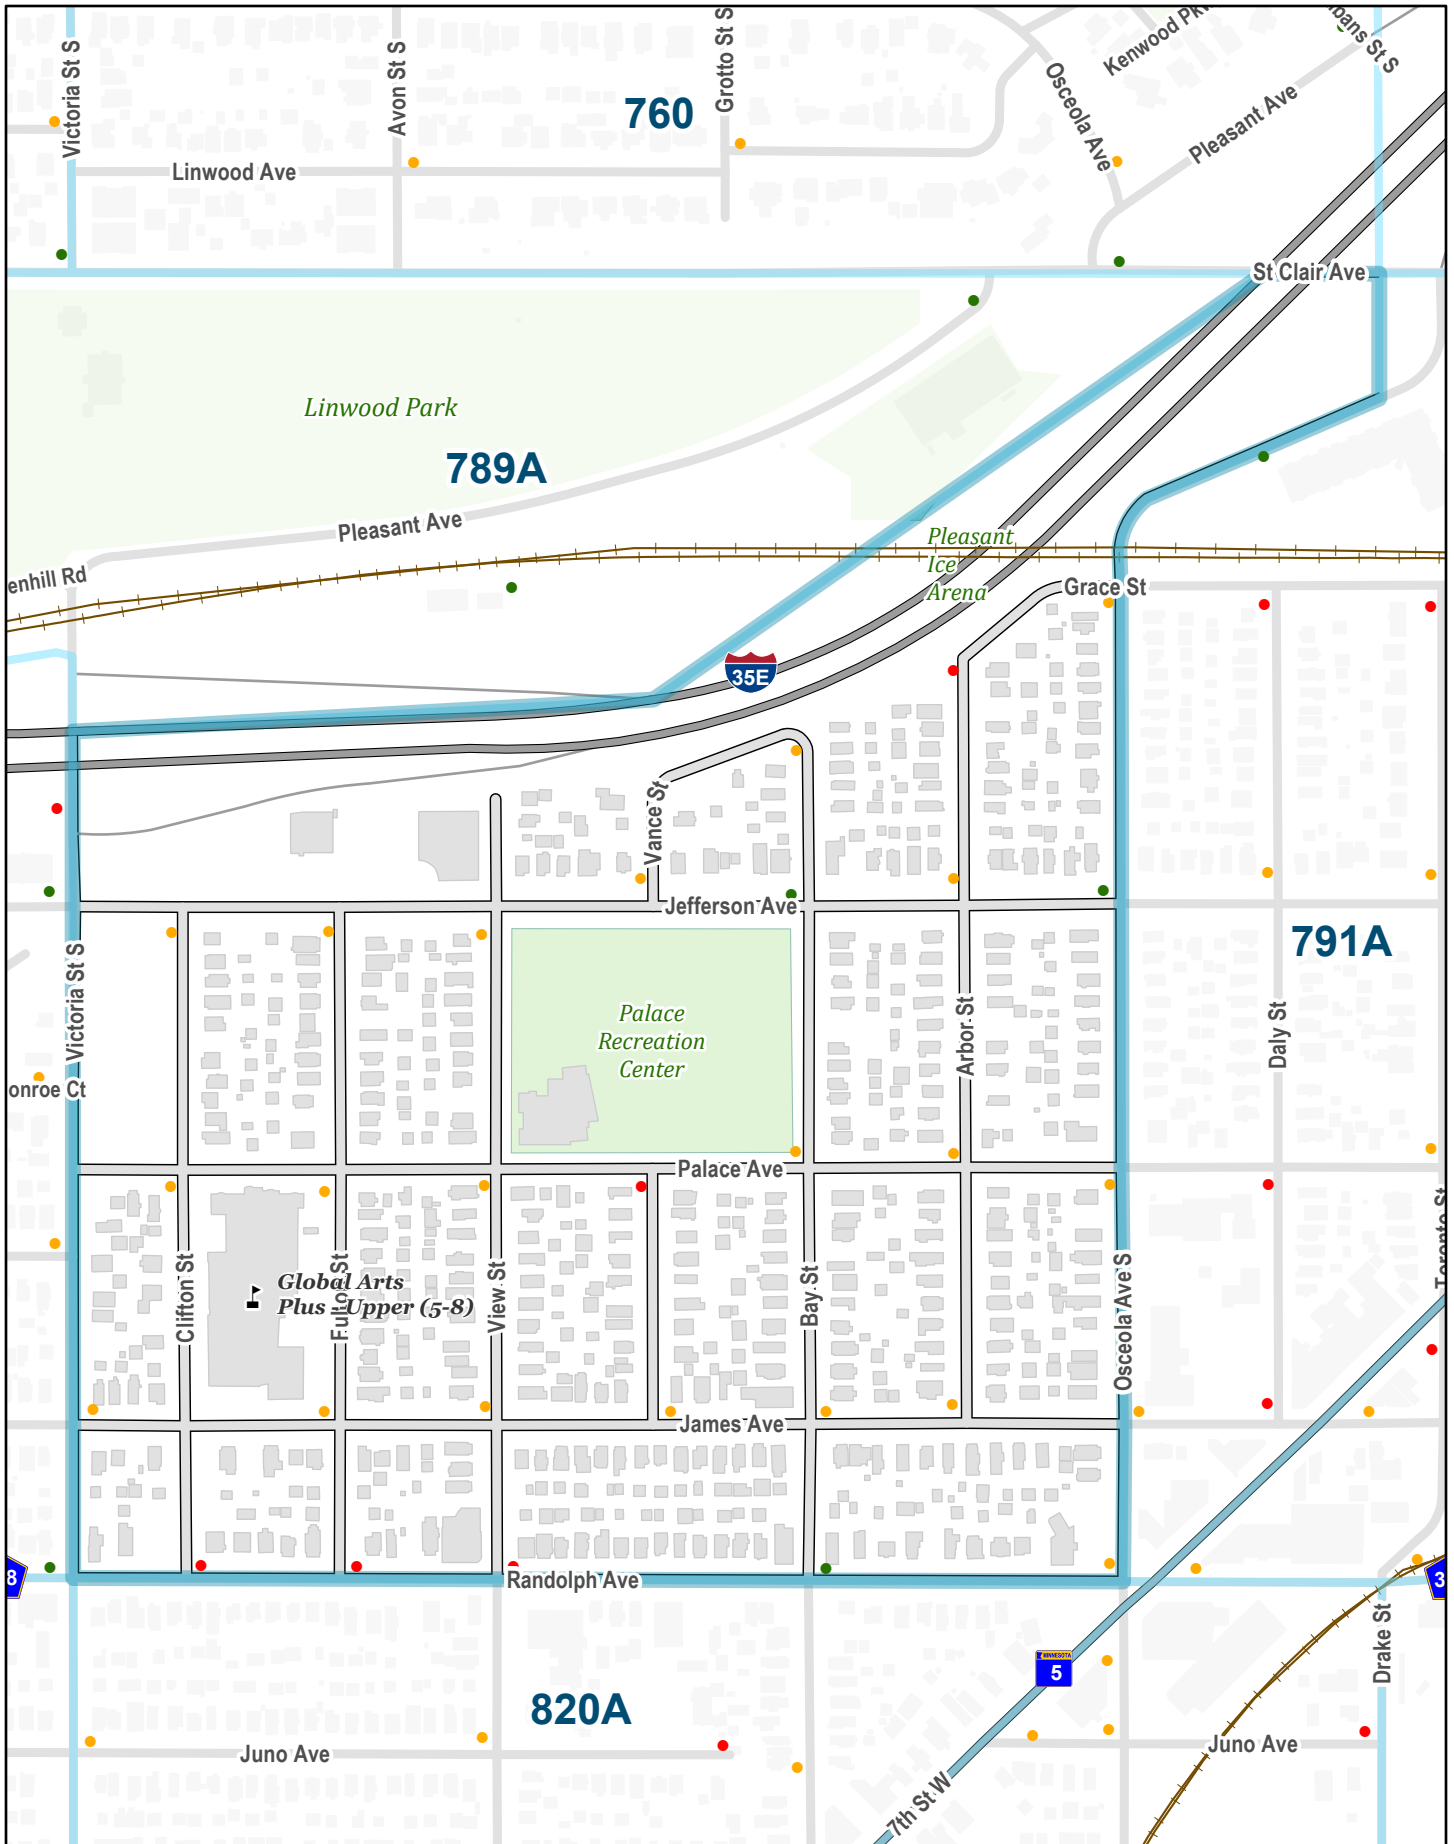 Victoria St S
Avon St S
Grotto St S
760
Linwood Ave
Osceola Ave
Kenwood
Pleasant Ave
St S
St Clair Ave
Linwood Park
789A
Pleasant Ave
enhill Rd
Pleasant
Ice
Arena
Grace St
35E
Vance St
Jefferson Ave
791A
Victoria St S
Palace
Recreation
Center
Arbor St
Daly St
onroe Ct
Palace Ave
Toronto St
Clifton St
Fulton St
Global Arts
Plus - Upper (5-8)
View St
Bay St
Osceola Ave S
James Ave
8
Randolph Ave
3
Drake St
MINNESOTA
5
820A
Juno Ave
Juno Ave
7th St W